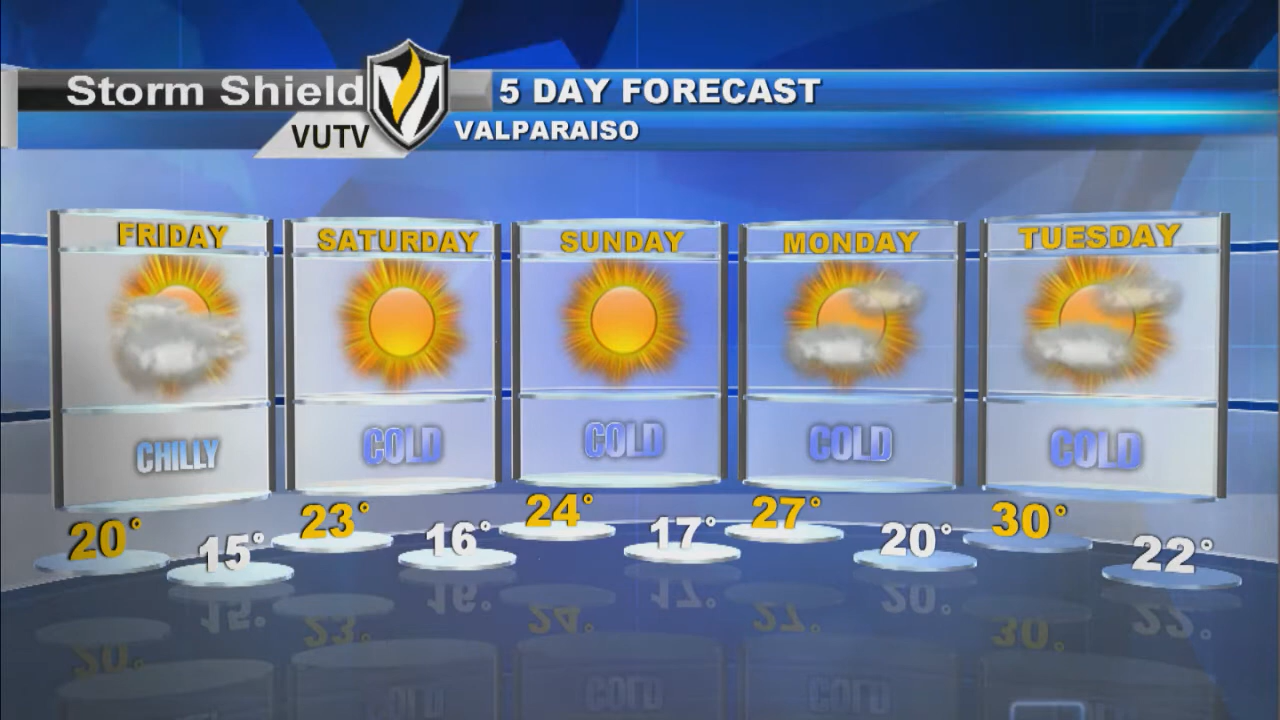 Storm Shield
VUTV
5 DAY FORECAST
VALPARAISO
FRIDAY
CHILLY
20° 15°
SATURDAY
COLD
23° 16°
SUNDAY
COLD
24° 17°
MONDAY
COLD
27° 20°
TUESDAY
COLD
30° 22°